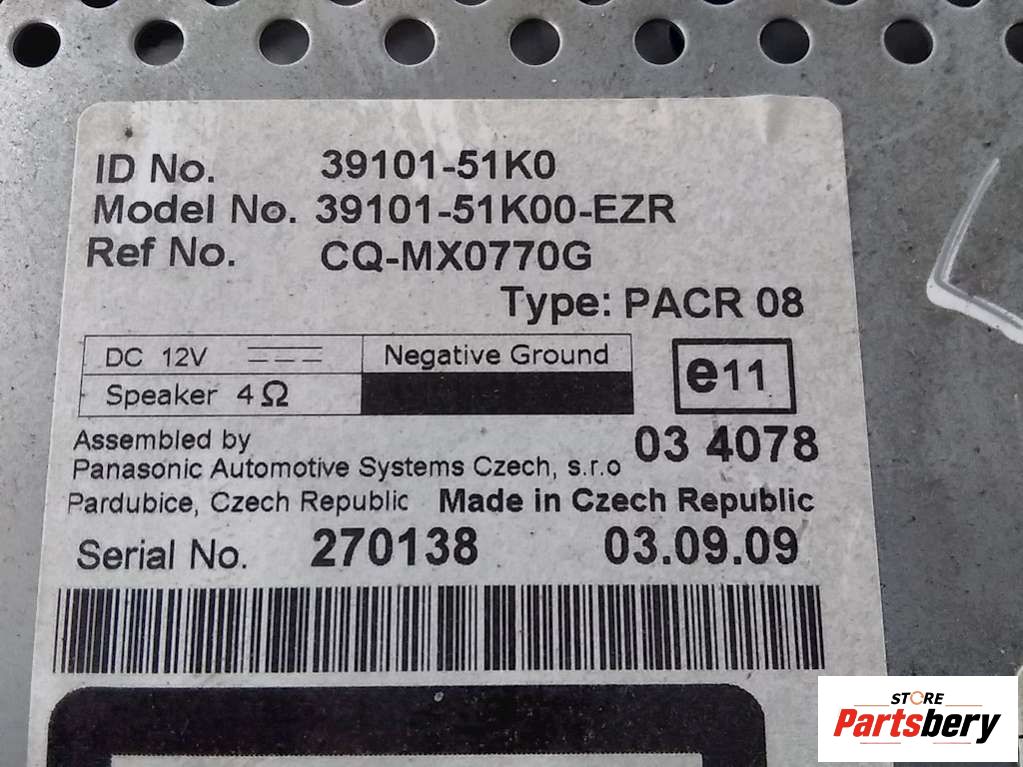 ID No. 39101-51K0
Model No. 39101-51K00-EZR
Ref No. CQ-MX0770G
Type: PACR 08
DC 12V Negative Ground
Speaker 4Ω
e11
Assembled by 03 4078
Panasonic Automotive Systems Czech, s.r.o
Pardubice, Czech Republic Made in Czech Republic
Serial No. 270138 03.09.09
STORE
Partsbery